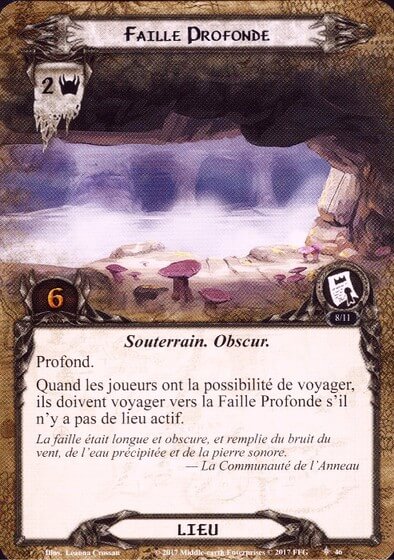 Faille Profonde
2
6
8/11
Souterrain. Obscur.
Profond.
Quand les joueurs ont la possibilité de voyager,
ils doivent voyager vers la Faille Profonde s’il
n’y a pas de lieu actif.
La faille était longue et obscure, et remplie du bruit du
vent, de l’eau précipitée et de la pierre sonore.
— La Communauté de l’Anneau
LIEU
Illus. Leanna Crossan © 2017 Middle-earth Enterprises © 2017 FFG 46